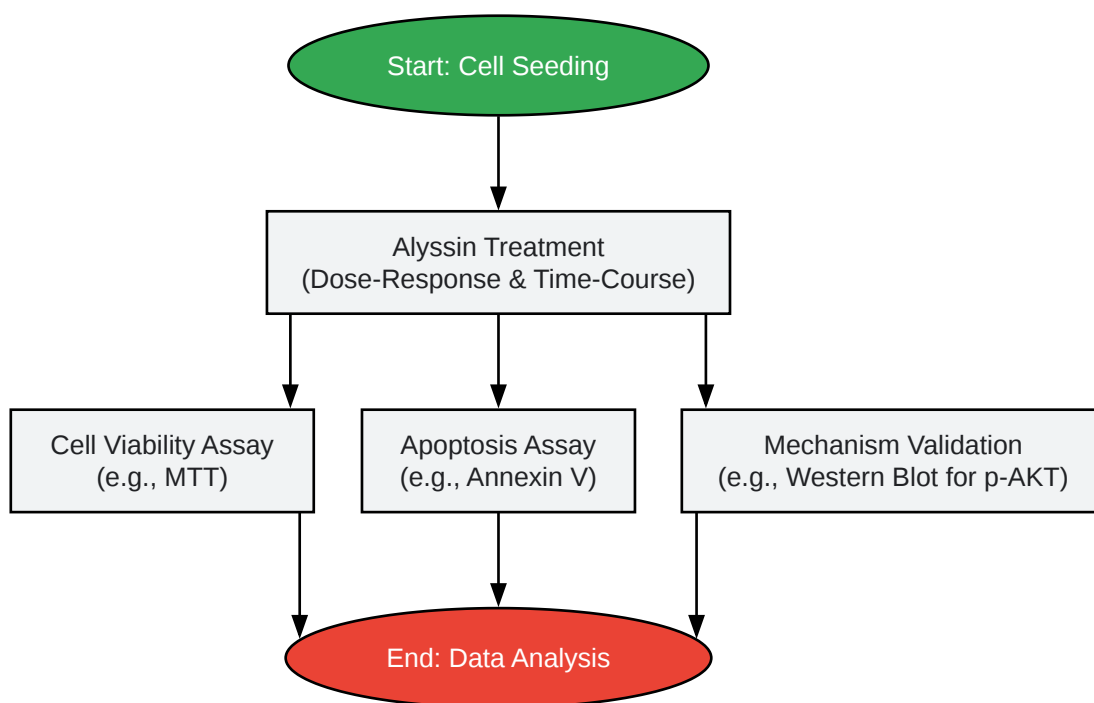 Start: Cell Seeding
Alyssin Treatment
(Dose-Response & Time-Course)
Cell Viability Assay
(e.g., MTT)
Apoptosis Assay
(e.g., Annexin V)
Mechanism Validation
(e.g., Western Blot for p-AKT)
End: Data Analysis